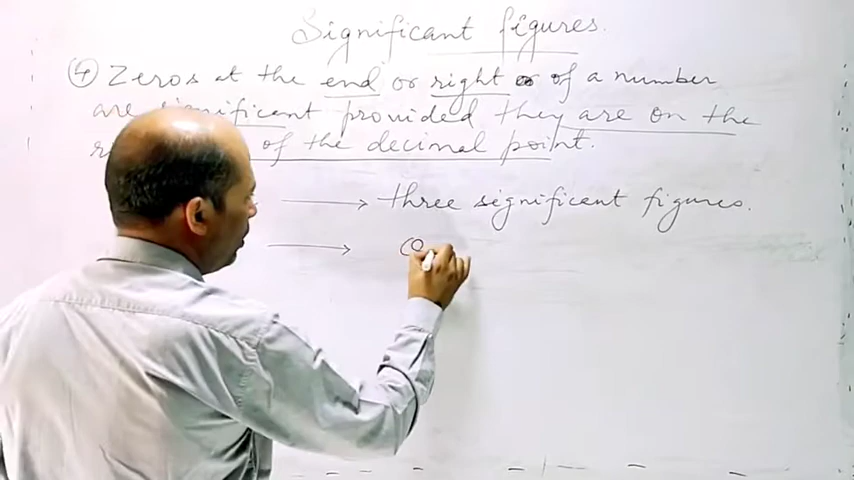 Significant figures.
④ Zeros at the end or right of a number
are significant provided they are on the
of the decimal point.
→ three significant figures.
→